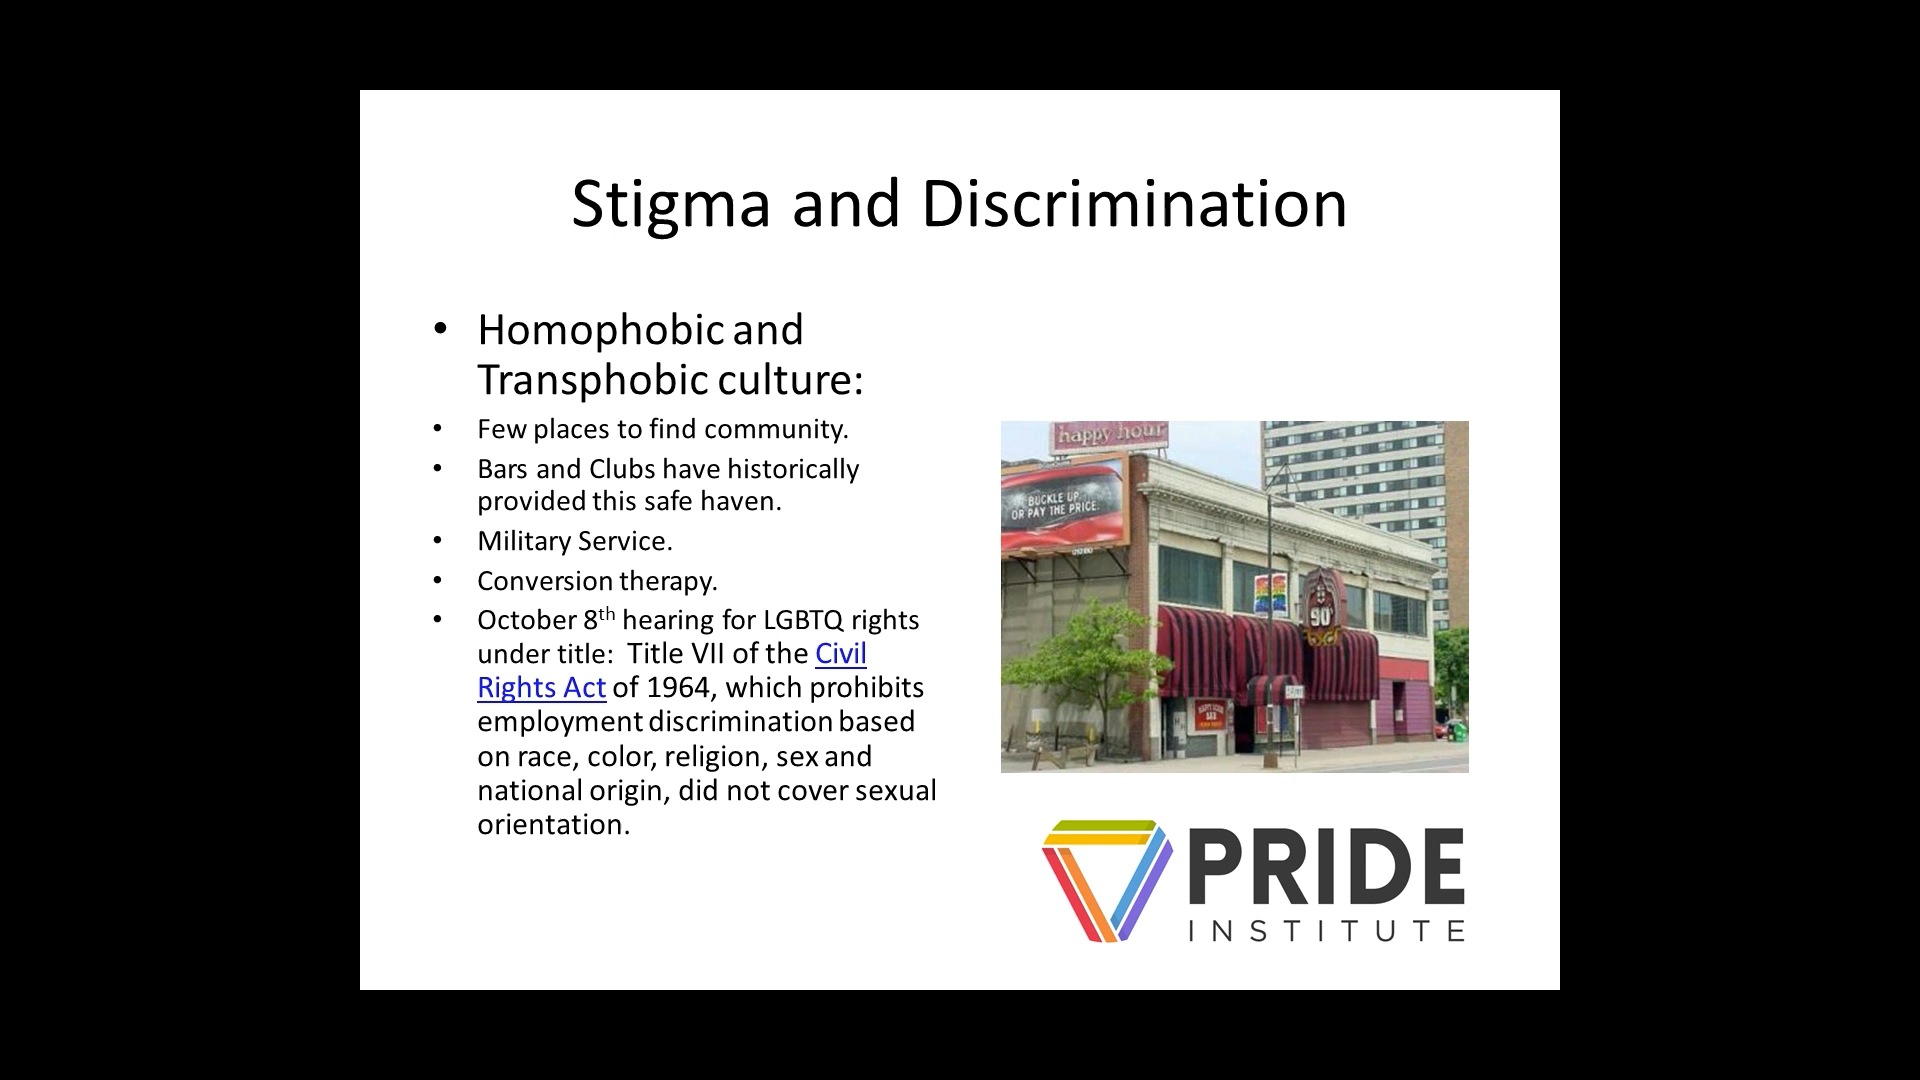 Stigma and Discrimination
• Homophobic and
Transphobic culture:
• Few places to find community.
• Bars and Clubs have historically
provided this safe haven.
• Military Service.
• Conversion therapy.
• October 8th hearing for LGBTQ rights
under title:  Title VII of the Civil
Rights Act of 1964, which prohibits
employment discrimination based
on race, color, religion, sex and
national origin, did not cover sexual
orientation.
happy hour
BUCKLE UP
OR PAY THE PRICE.
90's
HAPPY HOUR
BAR
PRIDE
INSTITUTE